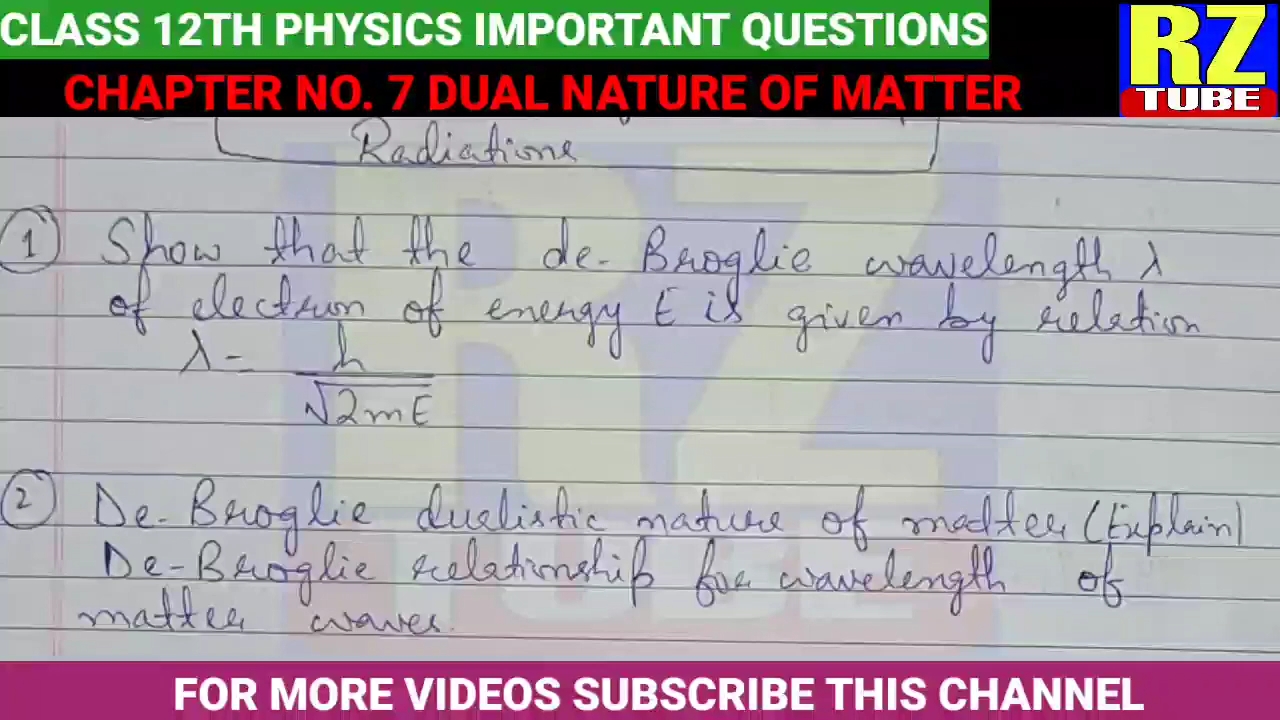 CLASS 12TH PHYSICS IMPORTANT QUESTIONS
RZ
TUBE
CHAPTER NO. 7 DUAL NATURE OF MATTER
Radiations
1 Show that the de-Broglie wavelength λ
of electron of energy E is given by relation
λ = h
√2mE
2 De-Broglie dualistic nature of matter (Explain)
De-Broglie relationship for wavelength of
matter waves.
RZ
TUBE
FOR MORE VIDEOS SUBSCRIBE THIS CHANNEL